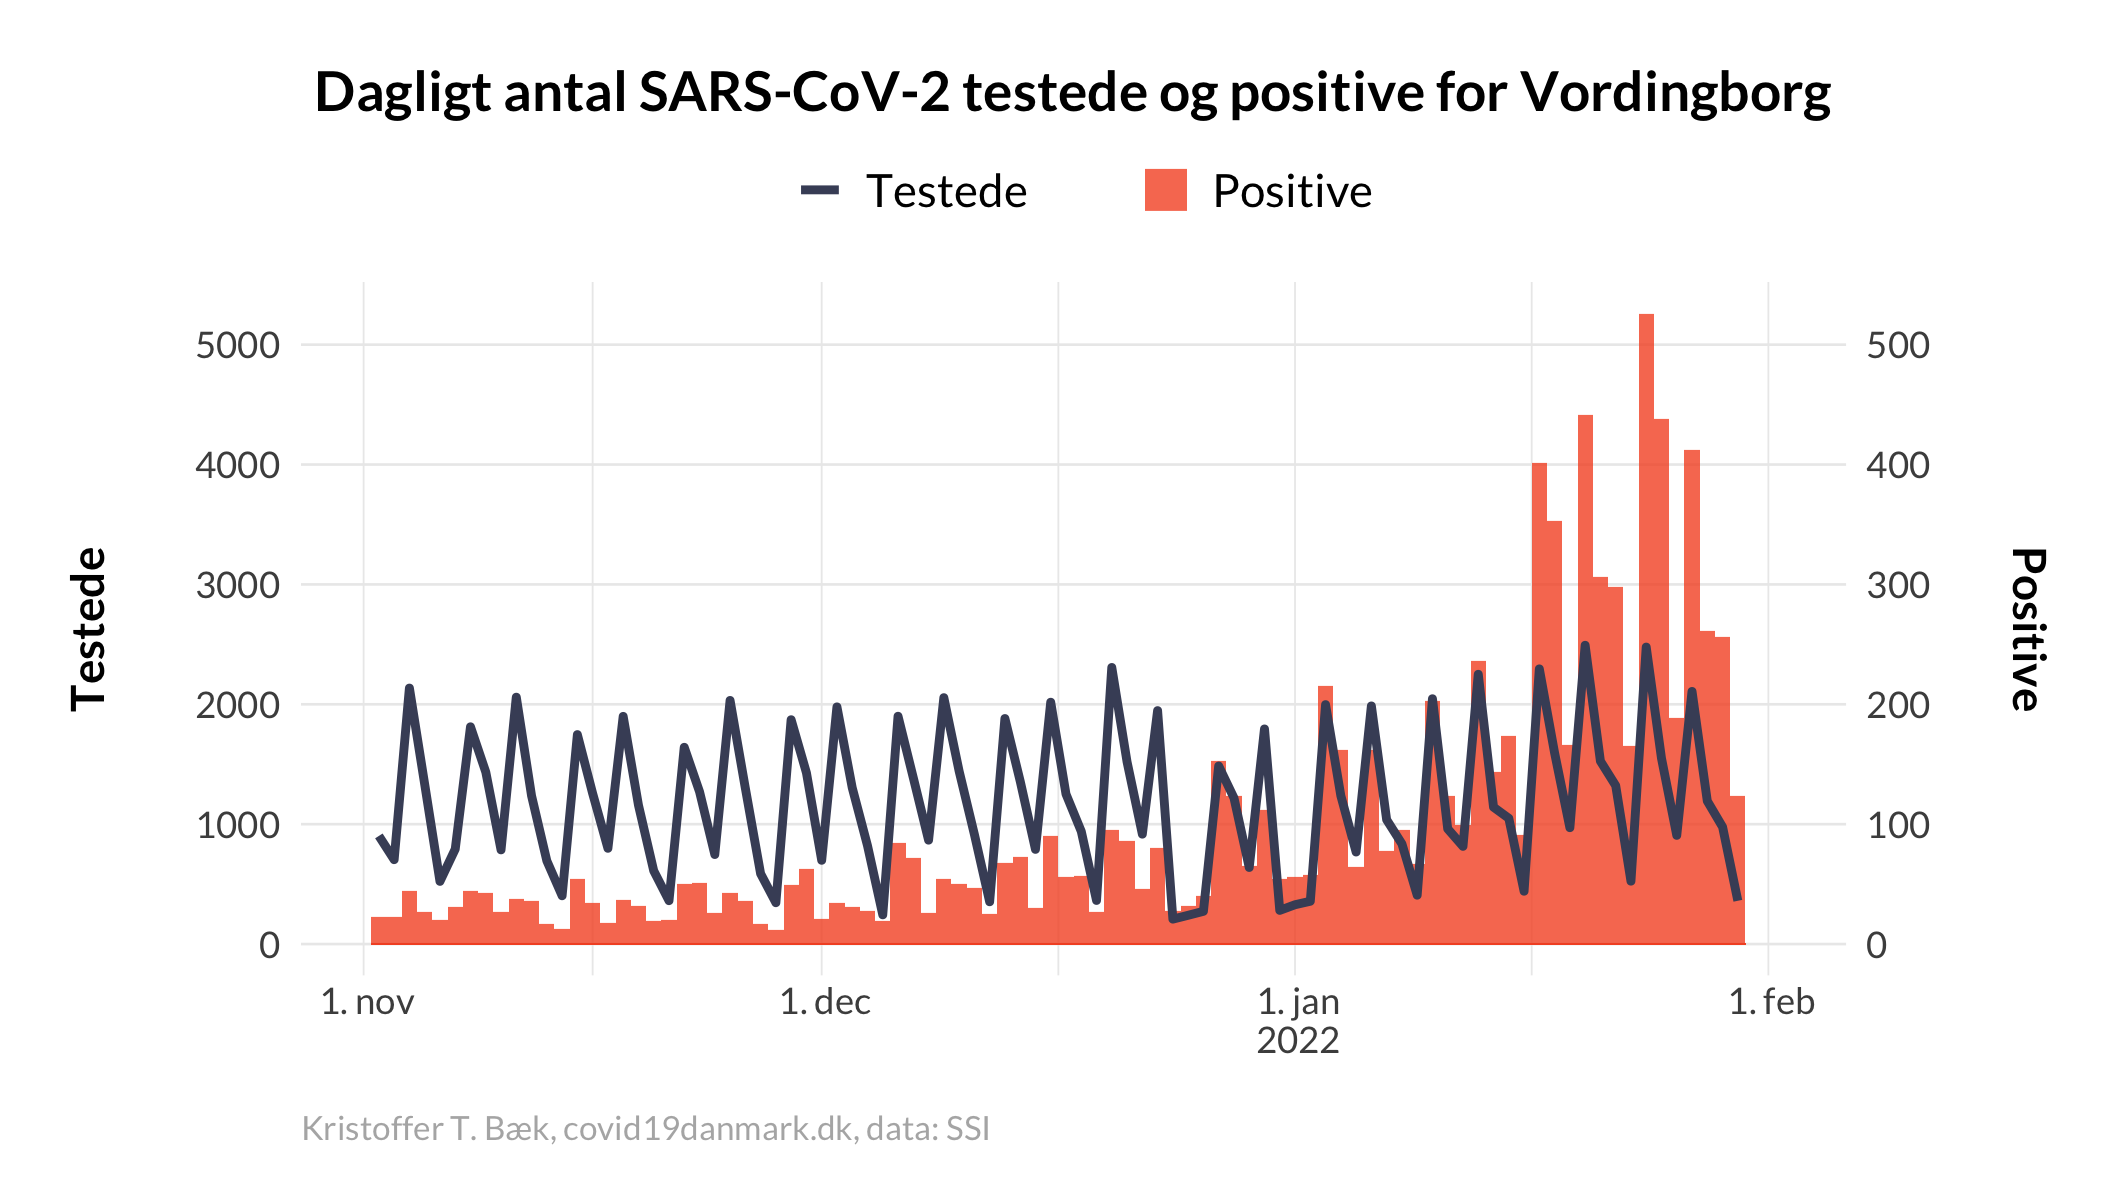 Dagligt antal SARS-CoV-2 testede og positive for Vordingborg
Testede
Positive
5000
4000
3000
2000
1000
0
Testede
500
400
300
200
100
0
Positive
1. nov
1. dec
1. jan
2022
1. feb
Kristoffer T. Bæk, covid19danmark.dk, data: SSI